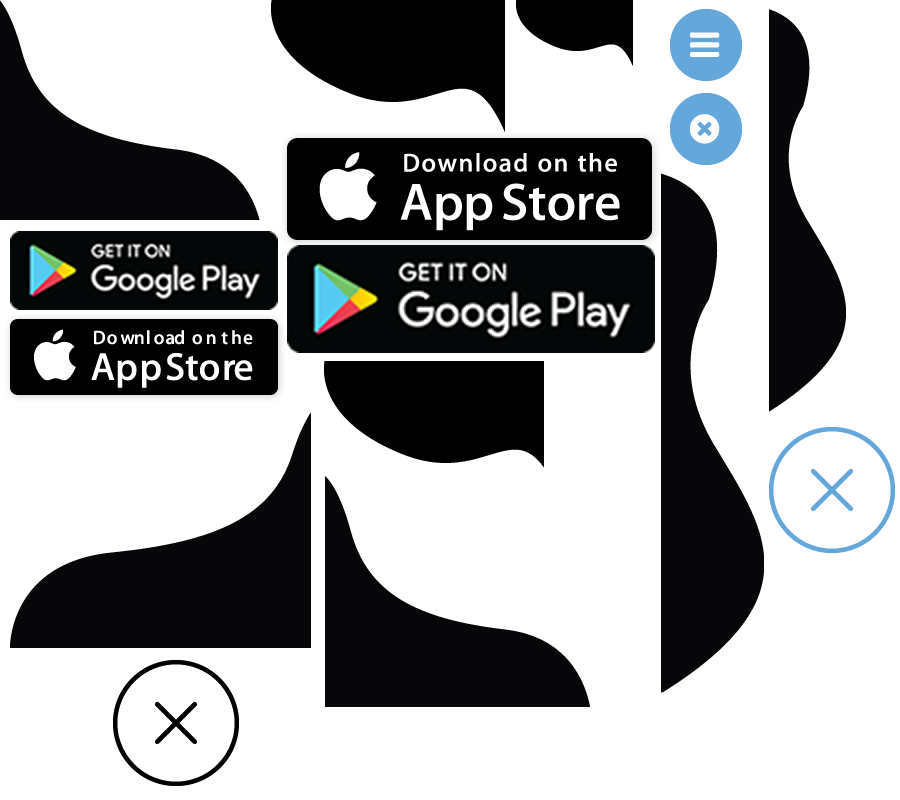 Download on the
App Store
GET IT ON
Google Play
GET IT ON
Google Play
Download on the
App Store